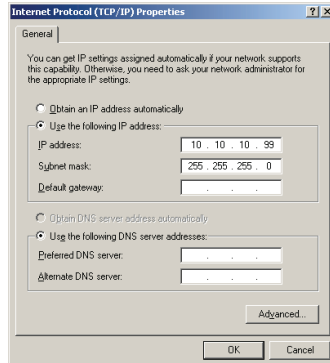 Internet Protocol (TCP/IP) Properties
General
You can get IP settings assigned automatically if your network supports
this capability. Otherwise, you need to ask your network administrator for
the appropriate IP settings.
Obtain an IP address automatically
Use the following IP address:
IP address: 10 . 10 . 10 . 99
Subnet mask: 255 . 255 . 255 . 0
Default gateway: . . .
Obtain DNS server address automatically
Use the following DNS server addresses:
Preferred DNS server: . . .
Alternate DNS server: . . .
Advanced...
OK Cancel